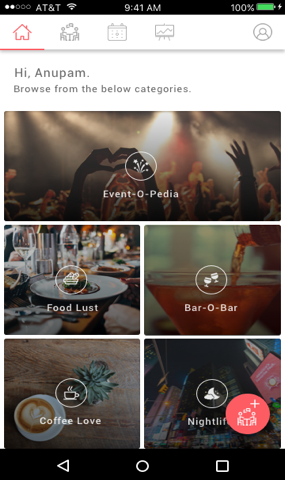 AT&T 9:41 AM 100%
Hi, Anupam.
Browse from the below categories.
Event-O-Pedia
Food Lust
Bar-O-Bar
Coffee Love
Nightlif